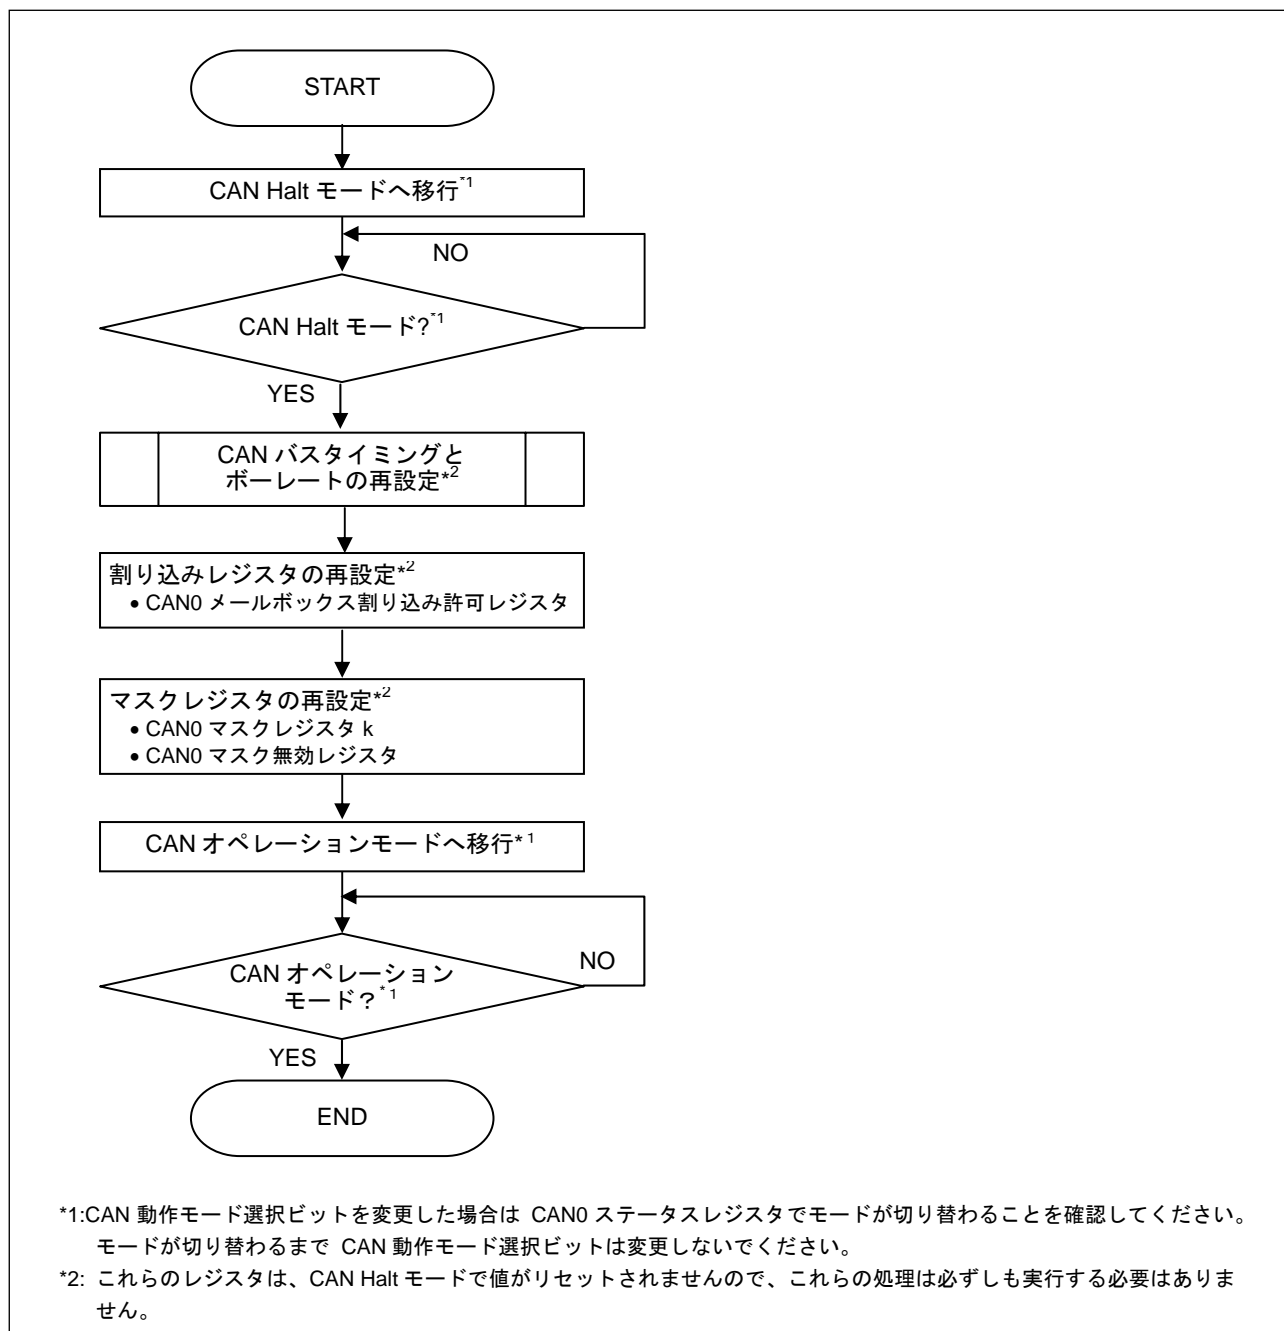 START
CAN Halt モードへ移行*1
NO
CAN Halt モード?*1
YES
CAN バスタイミングと
ボーレートの再設定*2
割り込みレジスタの再設定*2
• CAN0 メールボックス割り込み許可レジスタ
マスクレジスタの再設定*2
• CAN0 マスクレジスタ k
• CAN0 マスク無効レジスタ
CAN オペレーションモードへ移行*1
CAN オペレーション
モード？*1
NO
YES
END
*1:CAN 動作モード選択ビットを変更した場合は CAN0 ステータスレジスタでモードが切り替わることを確認してください。
モードが切り替わるまで CAN 動作モード選択ビットは変更しないでください。
*2: これらのレジスタは、CAN Halt モードで値がリセットされませんので、これらの処理は必ずしも実行する必要はありま
せん。